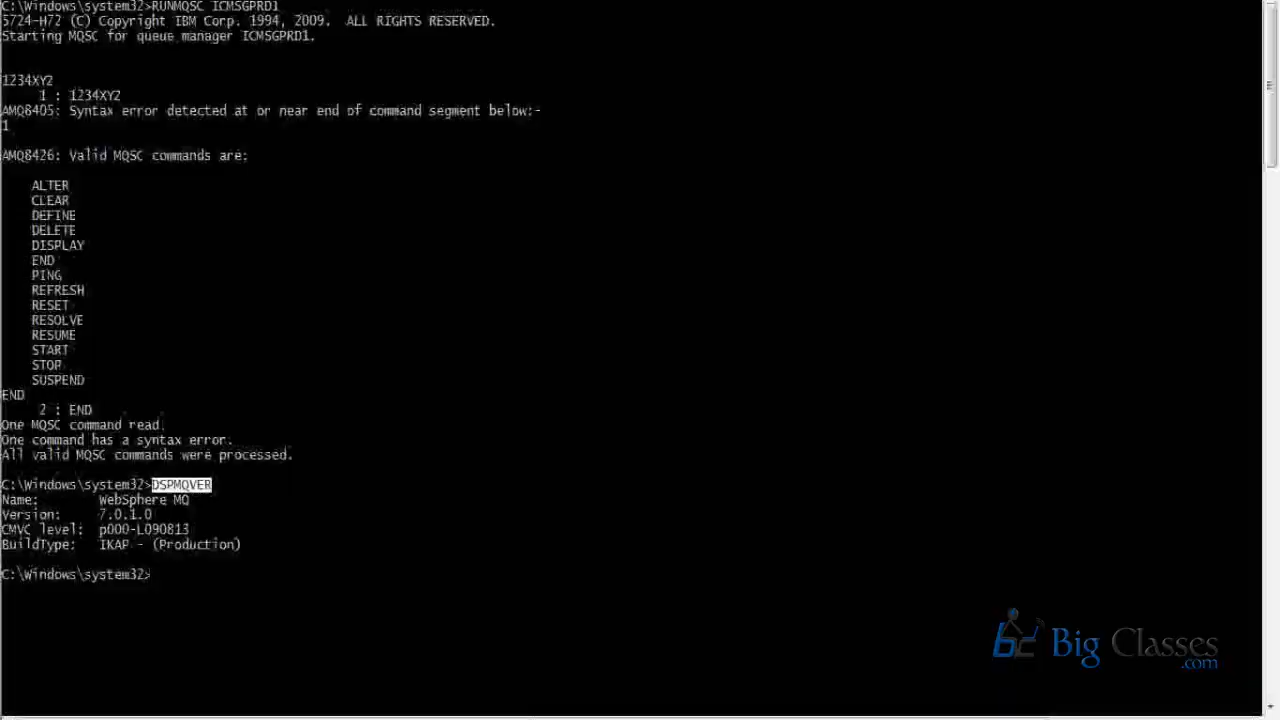 C:\Windows\system32>RUNMQSC ICMSGPRD1
5724-H72 (C) Copyright IBM Corp. 1994, 2009.  ALL RIGHTS RESERVED.
Starting MQSC for queue manager ICMSGPRD1.
1234XYZ
1 : 1234XYZ
AMQ8405: Syntax error detected at or near end of command segment below:-
1
AMQ8426: Valid MQSC commands are:
ALTER
CLEAR
DEFINE
DELETE
DISPLAY
END
PING
REFRESH
RESET
RESOLVE
RESUME
START
STOP
SUSPEND
END
2 : END
One MQSC command read.
One command has a syntax error.
All valid MQSC commands were processed.
C:\Windows\system32>DSPMQVER
Name:        WebSphere MQ
Version:     7.0.1.0
CMVC level:  p000-L090813
BuildType:   IKAP - (Production)
C:\Windows\system32>
bc Big Classes
.com